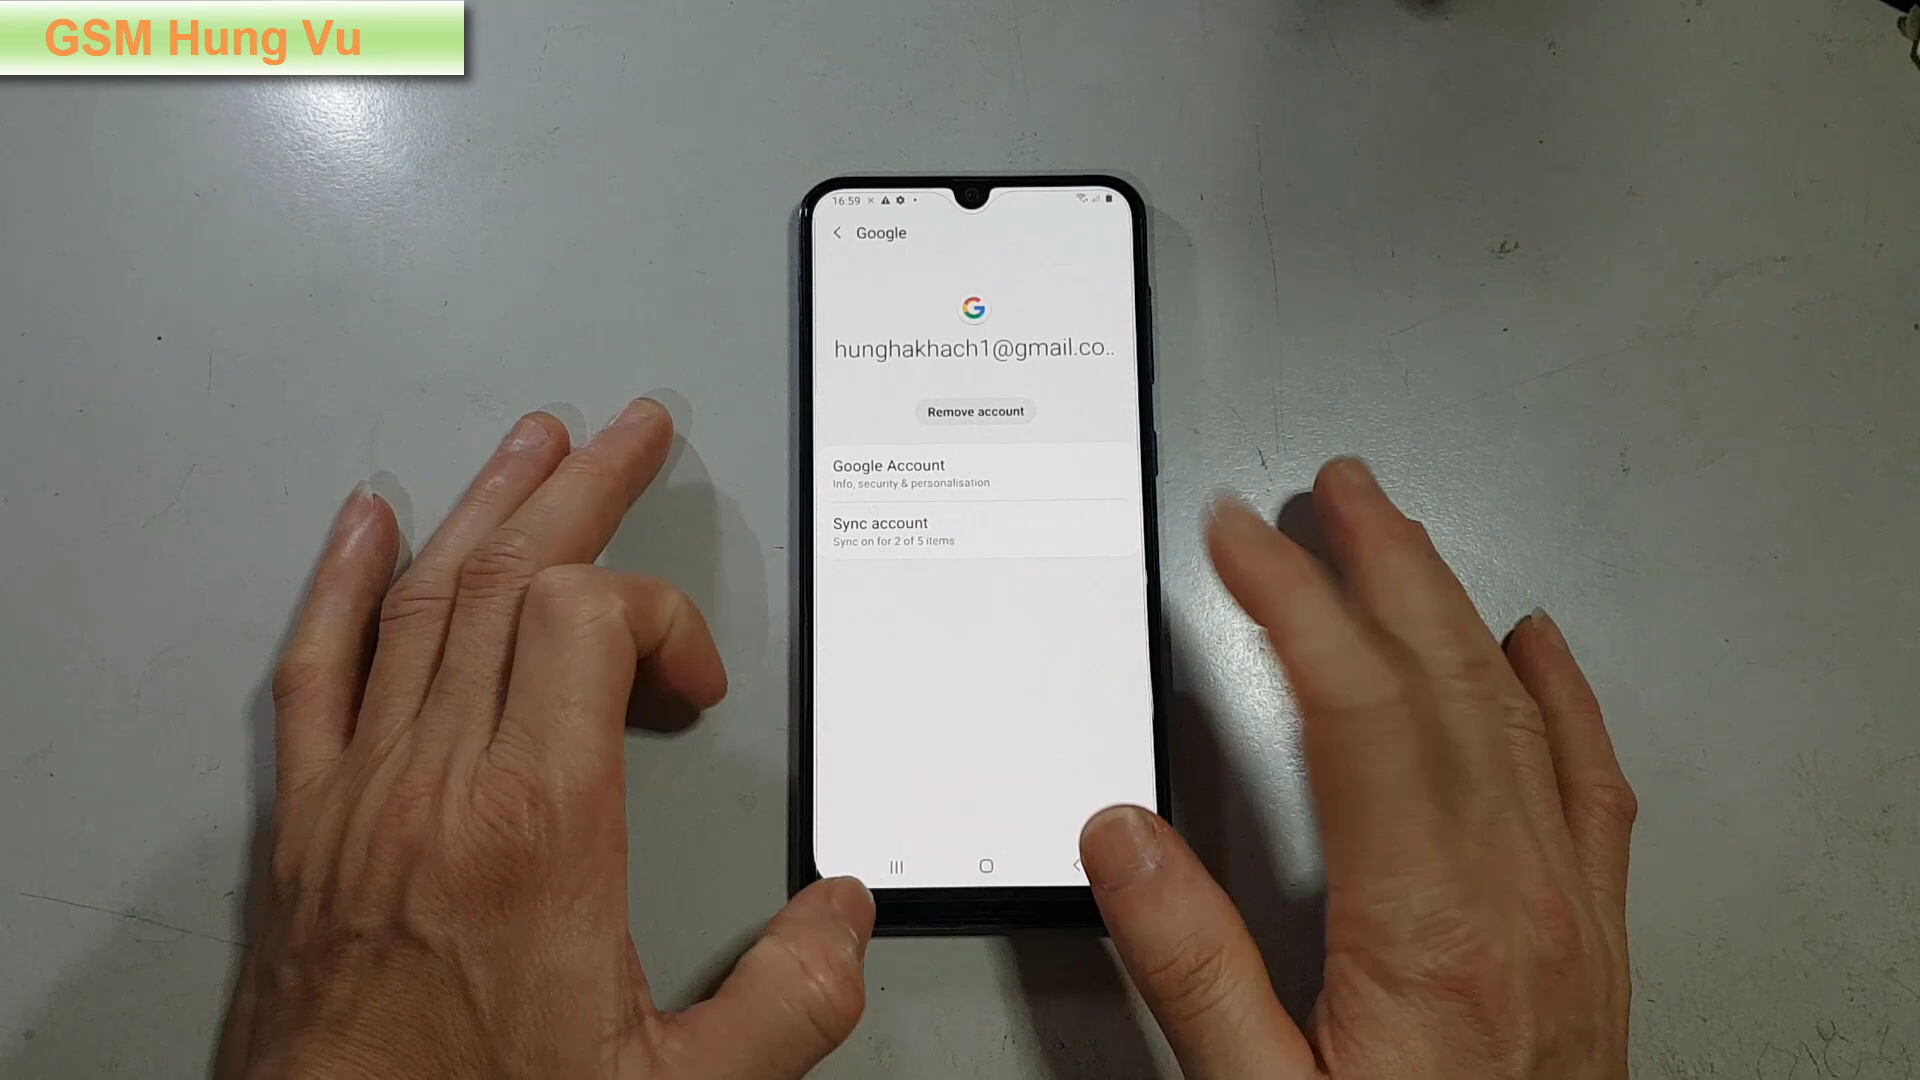 GSM Hung Vu
16:59
Google
G
hunghakhach1@gmail.co..
Remove account
Google Account
Info, security & personalisation
Sync account
Sync on for 2 of 5 items